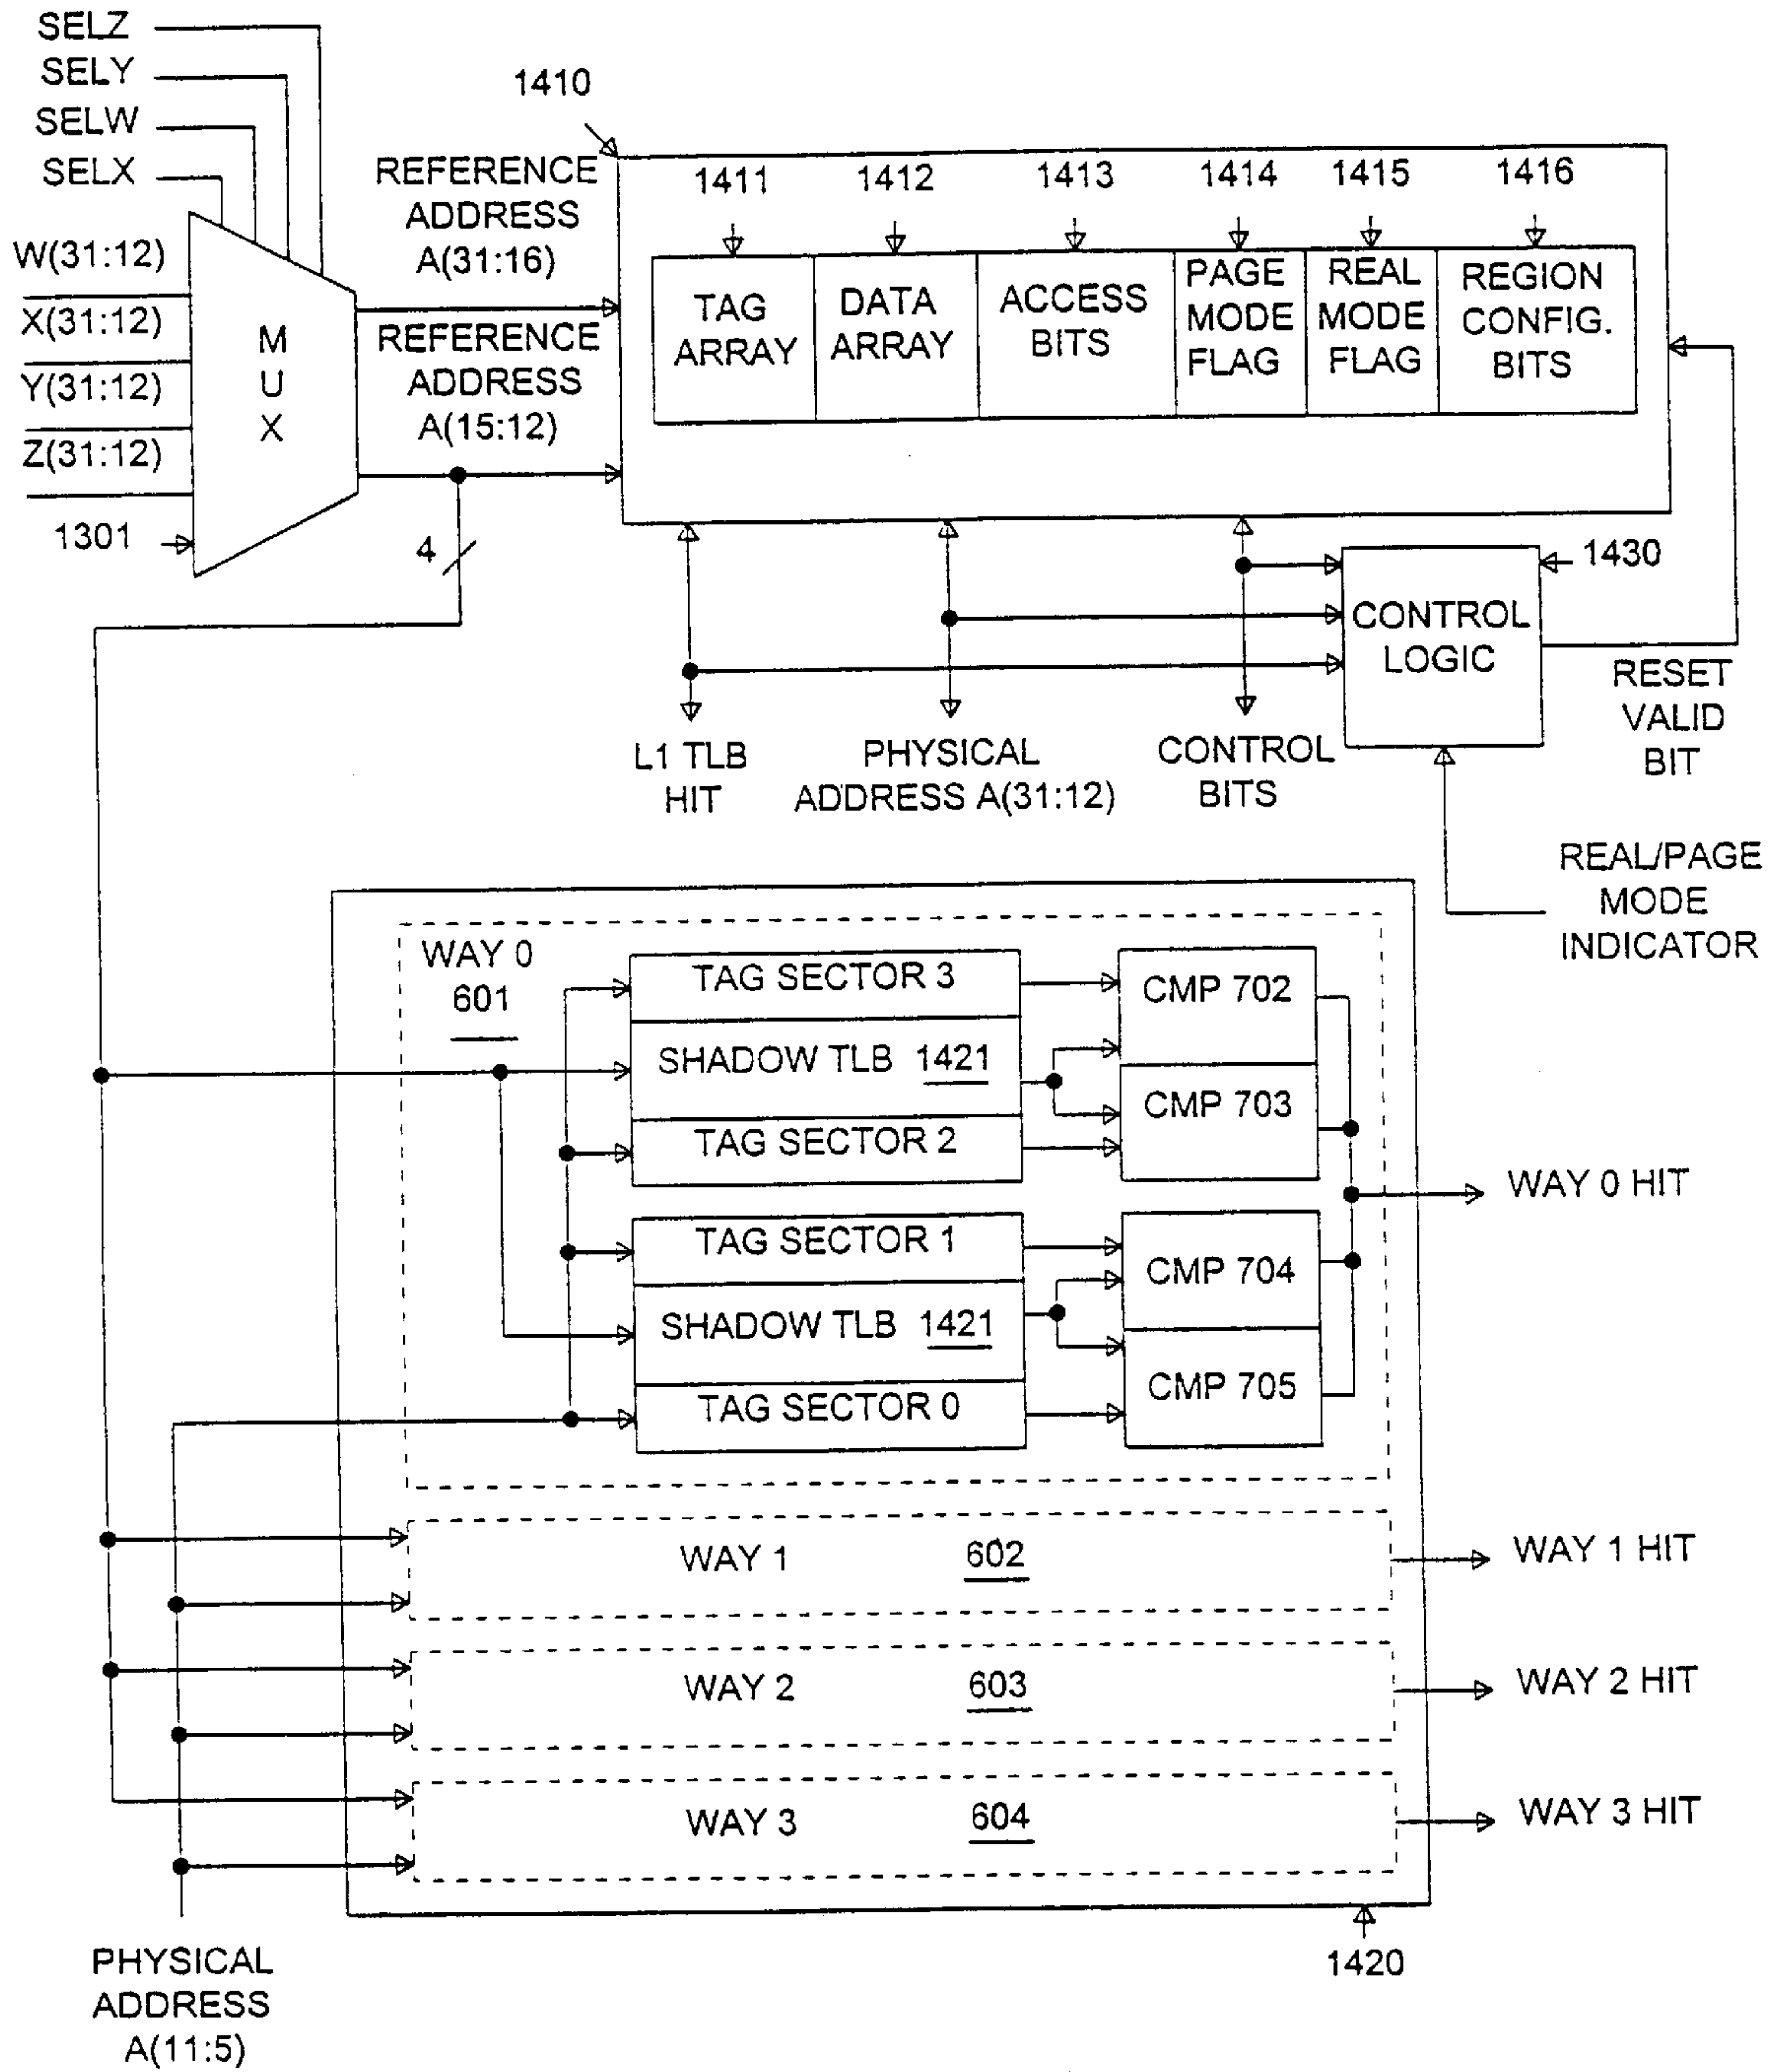 SELZ
SELY
SELW
SELX
W(31:12)
X(31:12)
Y(31:12)
Z(31:12)
1301
M
U
X
REFERENCE
ADDRESS
A(31:16)
REFERENCE
ADDRESS
A(15:12)
4
1410
1411
1412
1413
1414
1415
1416
TAG
ARRAY
DATA
ARRAY
ACCESS
BITS
PAGE
MODE
FLAG
REAL
MODE
FLAG
REGION
CONFIG.
BITS
1430
CONTROL
LOGIC
RESET
VALID
BIT
L1 TLB
HIT
PHYSICAL
ADDRESS A(31:12)
CONTROL
BITS
REAL/PAGE
MODE
INDICATOR
WAY 0
601
TAG SECTOR 3
SHADOW TLB 1421
TAG SECTOR 2
CMP 702
CMP 703
WAY 0 HIT
TAG SECTOR 1
SHADOW TLB 1421
TAG SECTOR 0
CMP 704
CMP 705
WAY 1 602
WAY 1 HIT
WAY 2 603
WAY 2 HIT
WAY 3 604
WAY 3 HIT
1420
PHYSICAL
ADDRESS
A(11:5)